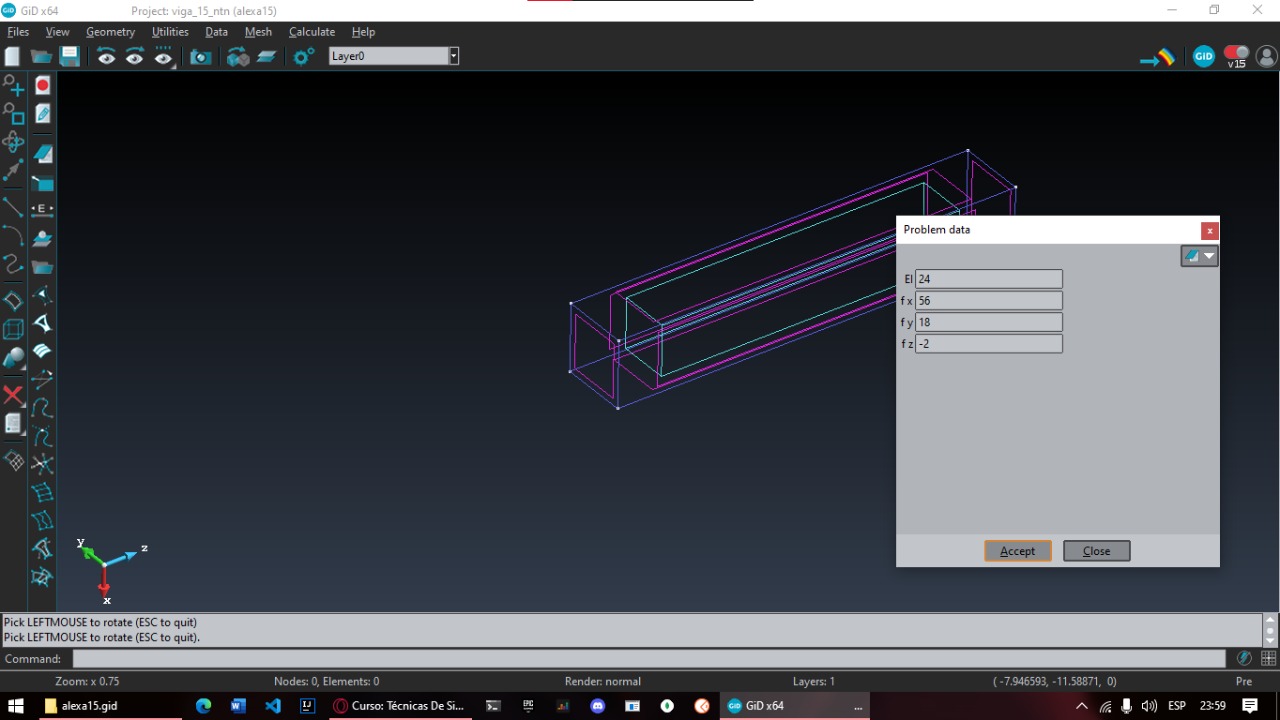 GiD x64 Project: viga_15_ntn (alexa15)
Files View Geometry Utilities Data Mesh Calculate Help
Layer0
GiD
v15
E
Problem data
x
EI 24
f x 56
f y 18
f z -2
Accept Close
y
z
x
Pick LEFTMOUSE to rotate (ESC to quit)
Pick LEFTMOUSE to rotate (ESC to quit).
Command:
Zoom: x 0.75 Nodes: 0, Elements: 0 Render: normal Layers: 1 ( -7.946593, -11.58871, 0) Pre
alexa15.gid Curso: Técnicas De Si... GiD x64 ... ESP 23:59